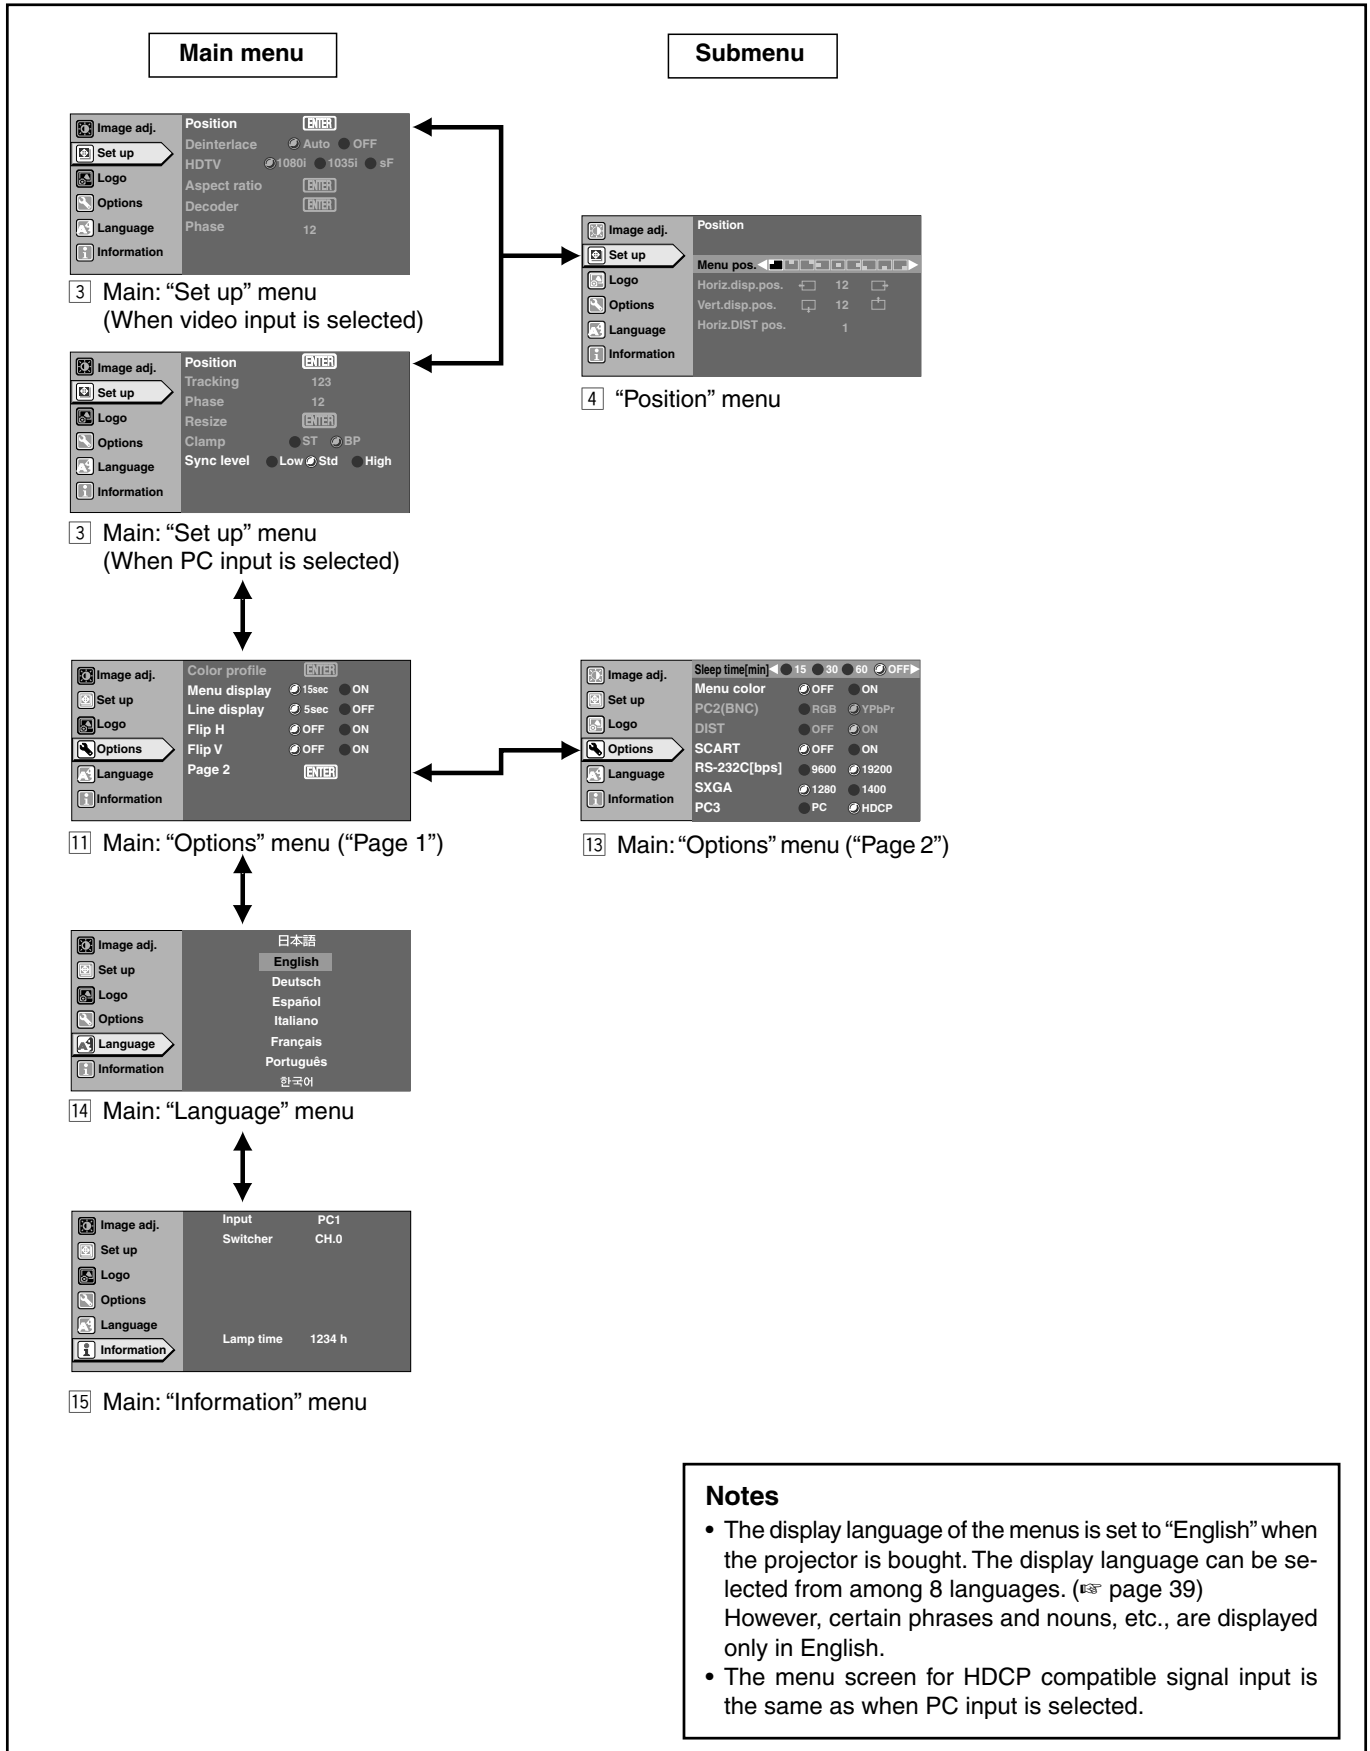 Main menu
Submenu
Image adj.
Set up
Logo
Options
Language
Information
Position ENTER
Deinterlace Auto OFF
HDTV 1080i 1035i sF
Aspect ratio ENTER
Decoder ENTER
Phase 12
3 Main: “Set up” menu
(When video input is selected)
Image adj.
Set up
Logo
Options
Language
Information
Position
Menu pos.
Horiz.disp.pos. 12
Vert.disp.pos. 12
Horiz.DIST pos. 1
4 “Position” menu
Image adj.
Set up
Logo
Options
Language
Information
Position ENTER
Tracking 123
Phase 12
Resize ENTER
Clamp ST BP
Sync level Low Std High
3 Main: “Set up” menu
(When PC input is selected)
Image adj.
Set up
Logo
Options
Language
Information
Color profile ENTER
Menu display 15sec ON
Line display 5sec OFF
Flip H OFF ON
Flip V OFF ON
Page 2 ENTER
11 Main: “Options” menu (“Page 1”)
Image adj.
Set up
Logo
Options
Language
Information
Sleep time[min] 15 30 60 OFF
Menu color OFF ON
PC2(BNC) RGB YPbPr
DIST OFF ON
SCART OFF ON
RS-232C[bps] 9600 19200
SXGA 1280 1400
PC3 PC HDCP
13 Main: “Options” menu (“Page 2”)
Image adj.
Set up
Logo
Options
Language
Information
日本語
English
Deutsch
Español
Italiano
Français
Português
한국어
14 Main: “Language” menu
Image adj.
Set up
Logo
Options
Language
Information
Input PC1
Switcher CH.0
Lamp time 1234 h
15 Main: “Information” menu
Notes
• The display language of the menus is set to “English” when
the projector is bought. The display language can be se-
lected from among 8 languages. (☞ page 39)
However, certain phrases and nouns, etc., are displayed
only in English.
• The menu screen for HDCP compatible signal input is
the same as when PC input is selected.